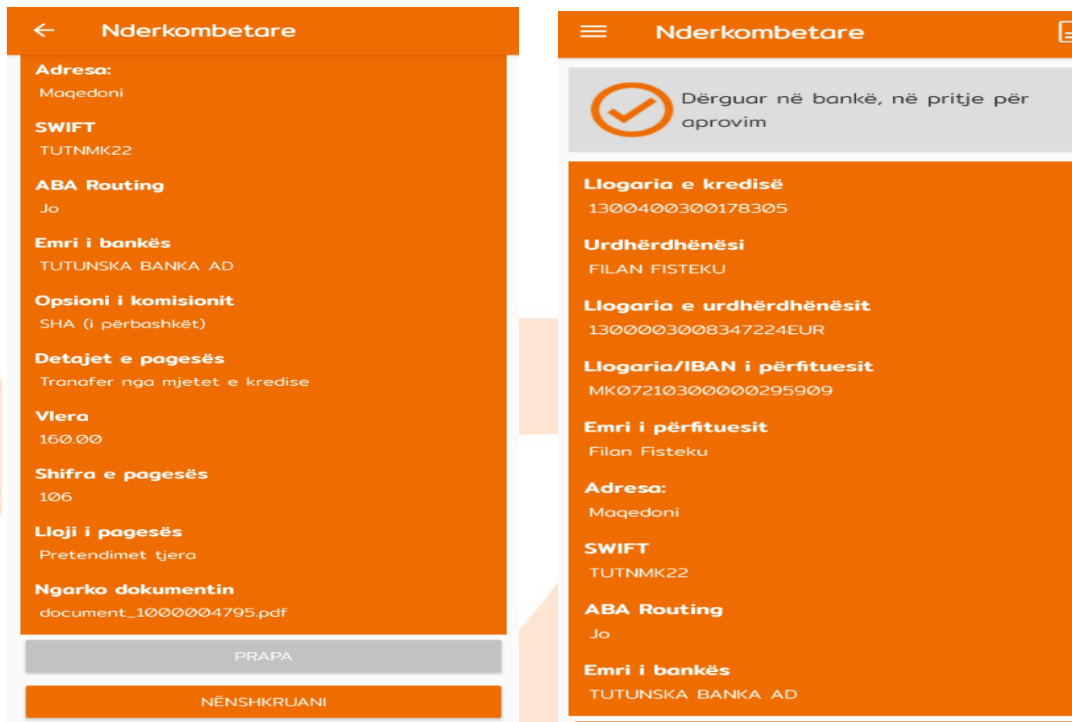 Nderkombetare
Adresa:
Maqedoni
SWIFT
TUTNMK22
ABA Routing
Jo
Emri i bankës
TUTUNSKA BANKA AD
Opsioni i komisionit
SHA (i përbashkët)
Detajet e pagesës
Tranafer nga mjetet e kredise
Vlera
160.00
Shifra e pagesës
106
Lloji i pagesës
Pretendimet tjera
Ngarko dokumentin
document_1000004795.pdf
PRAPA
NËNSHKRUANI
Nderkombetare
Dërguar në bankë, në pritje për
aprovim
Llogaria e kredisë
1300400300178305
Urdhërdhënësi
FILAN FISTEKU
Llogaria e urdhërdhënësit
1300003008347224EUR
Llogaria/IBAN i përfituesit
MK07210300000295909
Emri i përfituesit
Filan Fisteku
Adresa:
Maqedoni
SWIFT
TUTNMK22
ABA Routing
Jo
Emri i bankës
TUTUNSKA BANKA AD